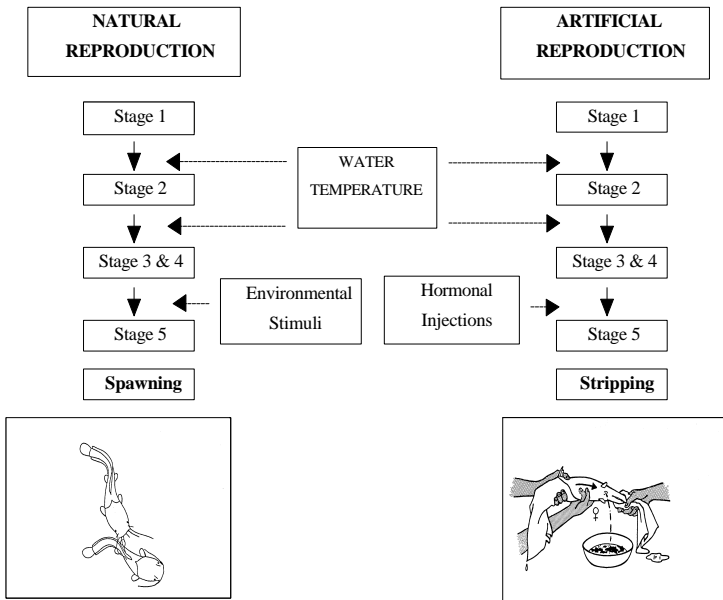 NATURAL
REPRODUCTION
ARTIFICIAL
REPRODUCTION
Stage 1
Stage 1
WATER
TEMPERATURE
Stage 2
Stage 2
Stage 3 & 4
Stage 3 & 4
Environmental
Stimuli
Hormonal
Injections
Stage 5
Stage 5
Spawning
Stripping
♀